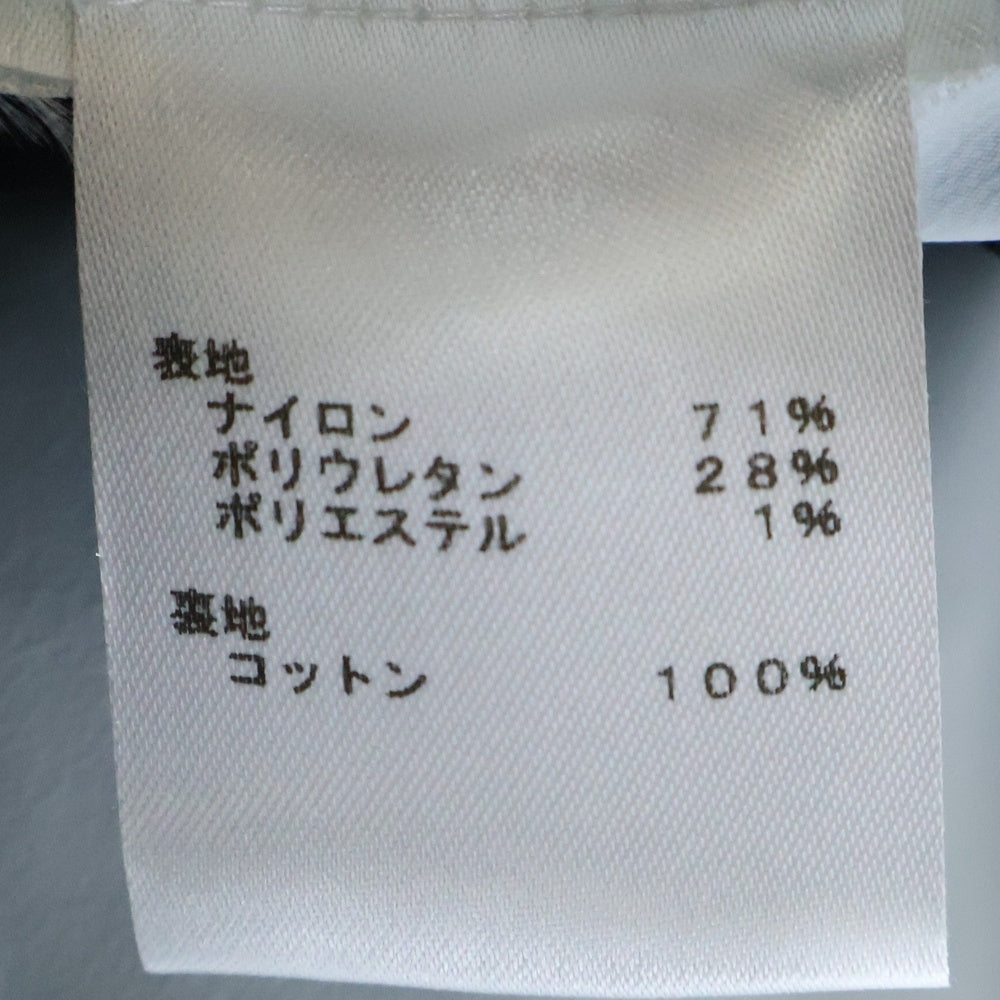 表地
ナイロン 71%
ポリウレタン 28%
ポリエステル 1%
裏地
コットン 100%